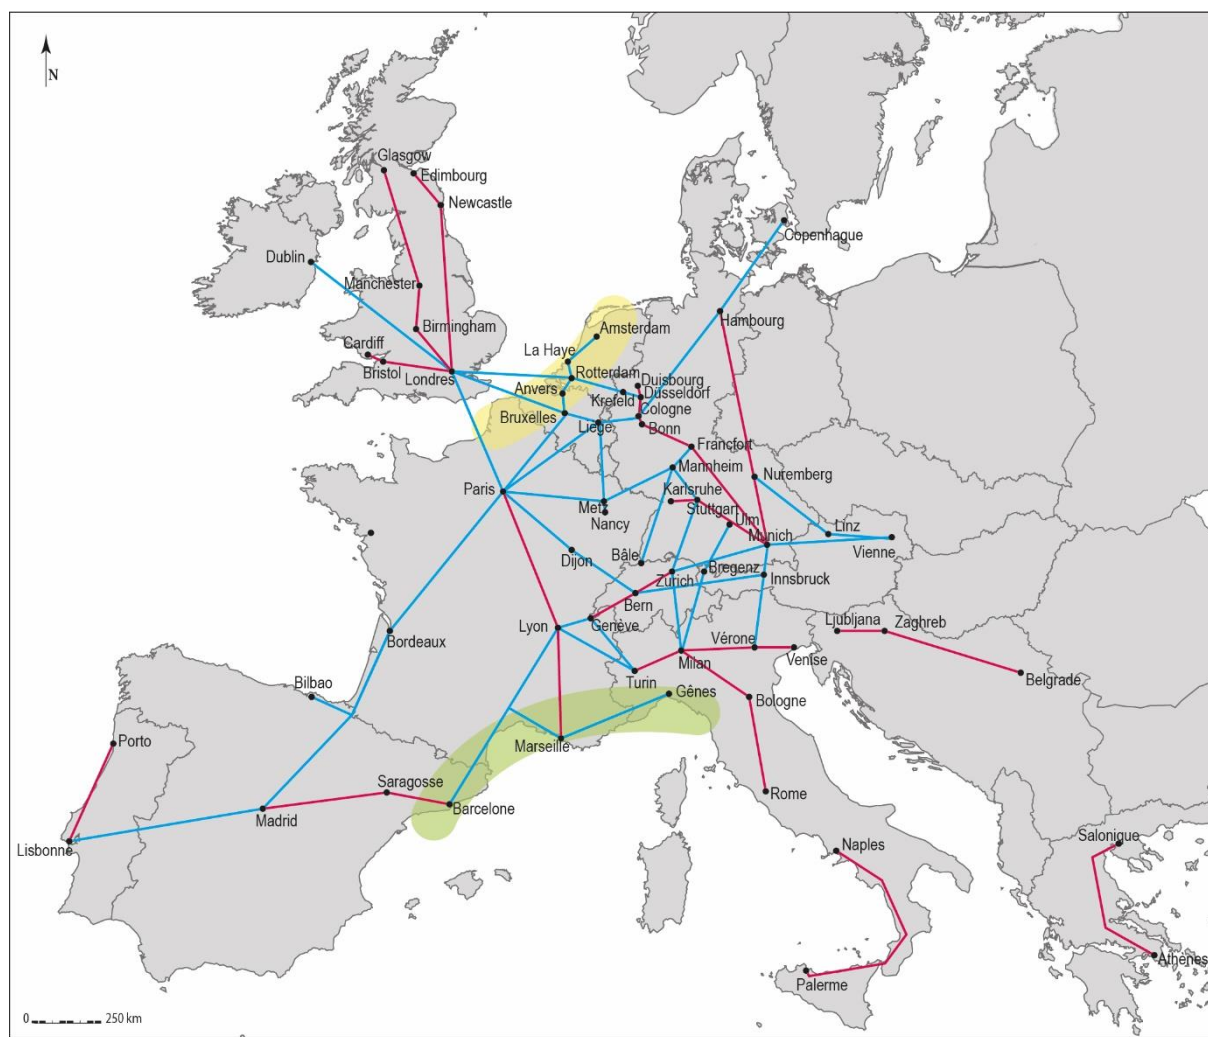 N
Glasgow
Edimbourg
Newcastle
Copenhague
Dublin
Manchester
Hambourg
Birmingham
Amsterdam
Cardiff
La Haye
Bristol
Londres
Rotterdam
Duisbourg
Anvers
Krefeld
Düsseldorf
Bruxelles
Cologne
Liège
Bonn
Francfort
Mannheim
Nuremberg
Paris
Karlsruhe
Metz
Stuttgart
Nancy
Ulm
Linz
Munich
Vienne
Dijon
Bâle
Zürich
Bregenz
Innsbruck
Bern
Lyon
Genève
Ljubljana
Zaghreb
Bordeaux
Vérone
Milan
Venise
Turin
Belgrade
Bilbao
Gênes
Bologne
Porto
Marseille
Saragosse
Rome
Madrid
Barcelone
Lisbonne
Naples
Salonique
Athènes
Palerme
0 250 km